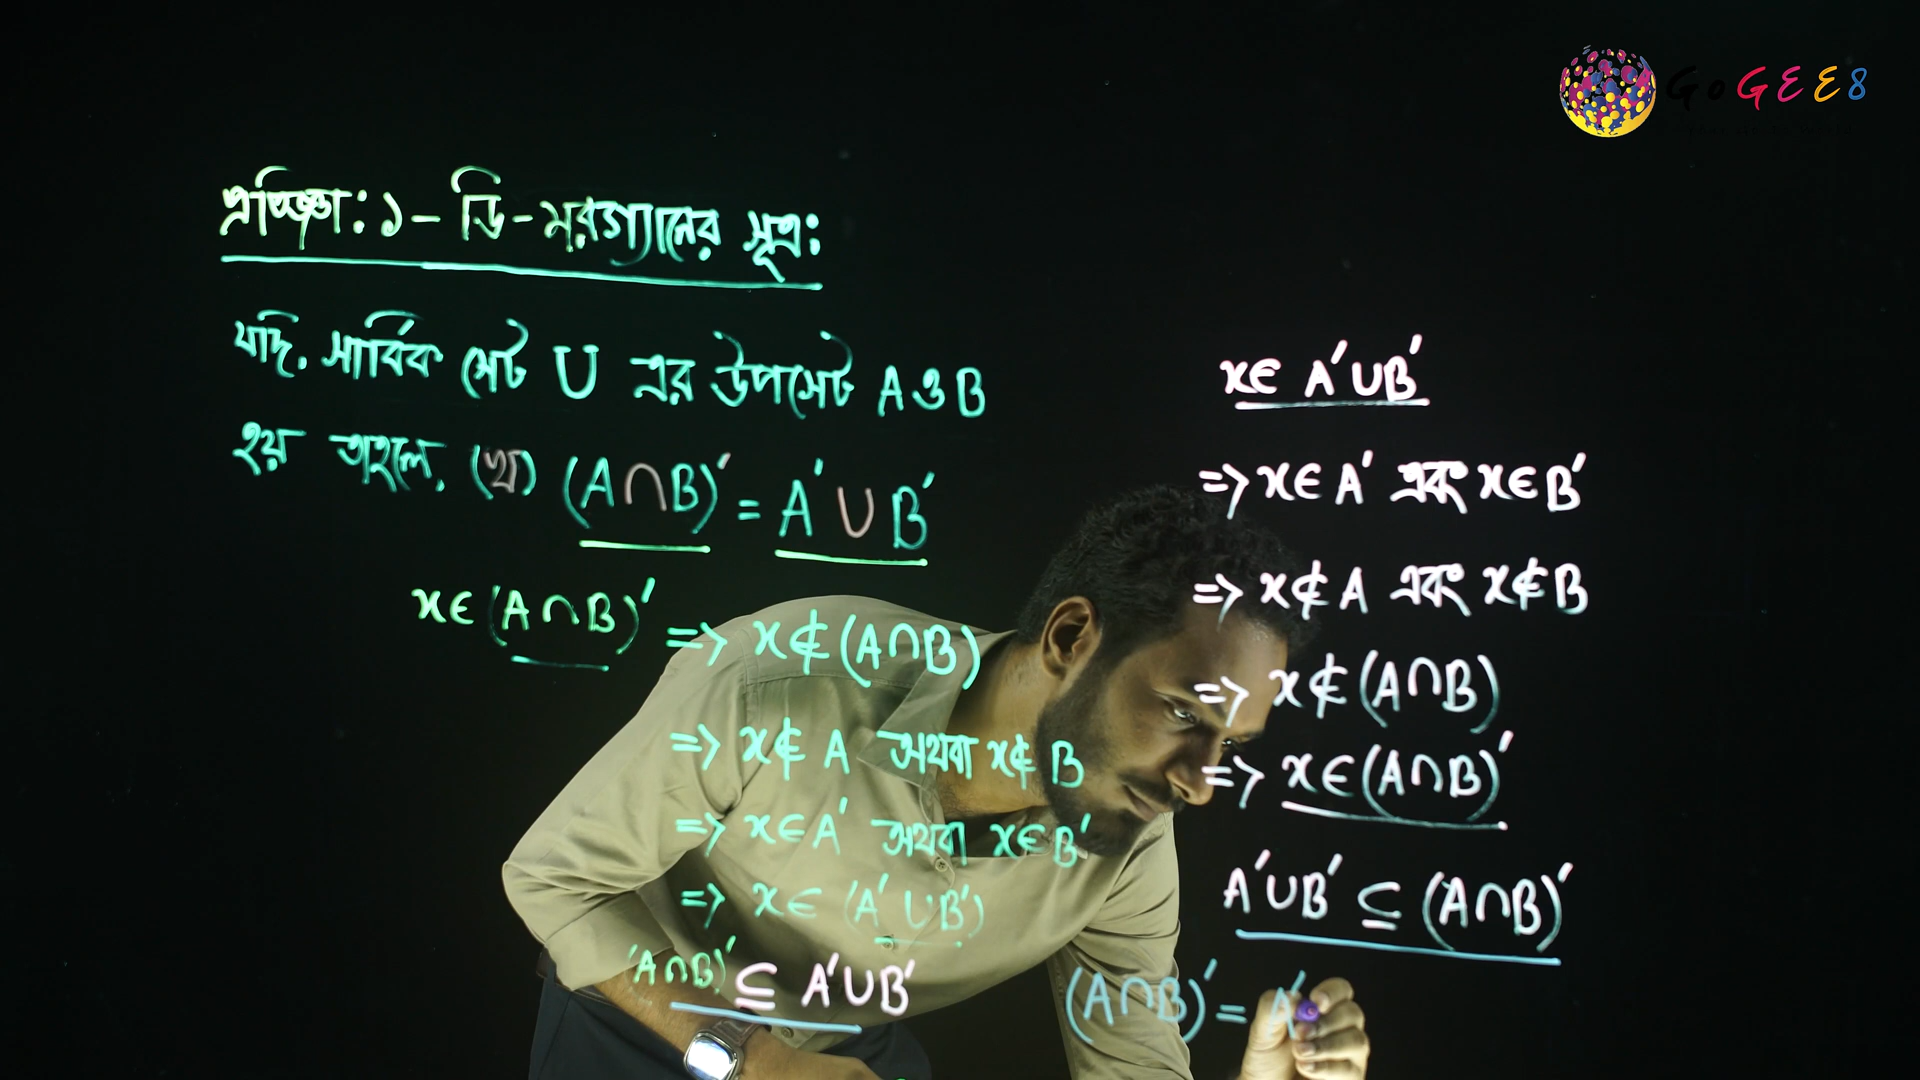 GoGEE8
প্রতিজ্ঞা: ১ - ডি-মরগ্যানের সূত্র:
যদি, সার্বিক সেট U এর উপসেট A ও B
হয় তাহলে, (খ) (A∩B)′ = A′∪B′
x∈(A∩B)′ => x∉(A∩B)
=> x∉A অথবা x∉B
=> x∈A′ অথবা x∈B′
=> x∈(A′∪B′)
(A∩B)′ ⊆ A′∪B′
x∈ A′∪B′
=> x∈A′ এবং x∈B′
=> x∉A এবং x∉B
=> x∉(A∩B)
=> x∈(A∩B)′
A′∪B′ ⊆ (A∩B)′
(A∩B)′ = A′